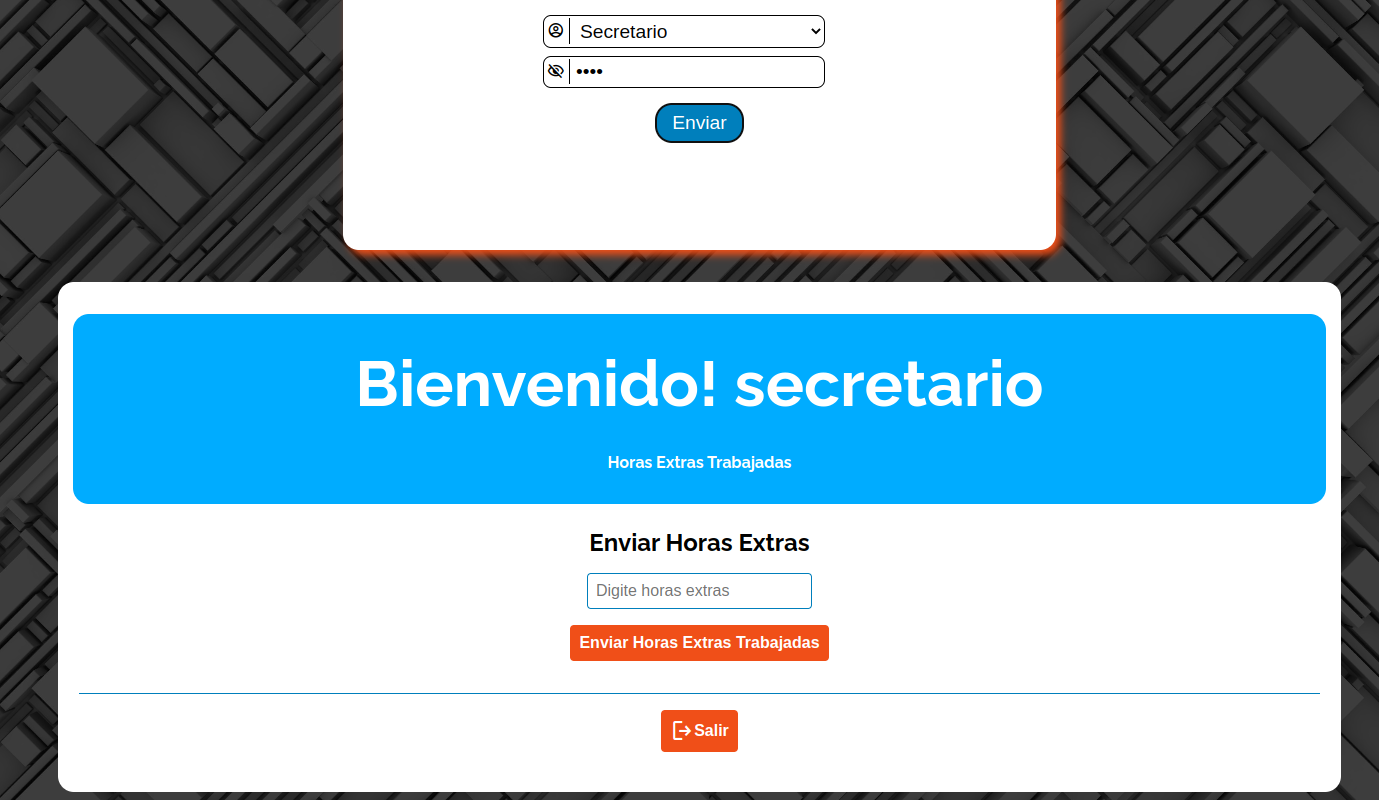 Secretario
••••
Enviar
Bienvenido! secretario
Horas Extras Trabajadas
Enviar Horas Extras
Digite horas extras
Enviar Horas Extras Trabajadas
Salir